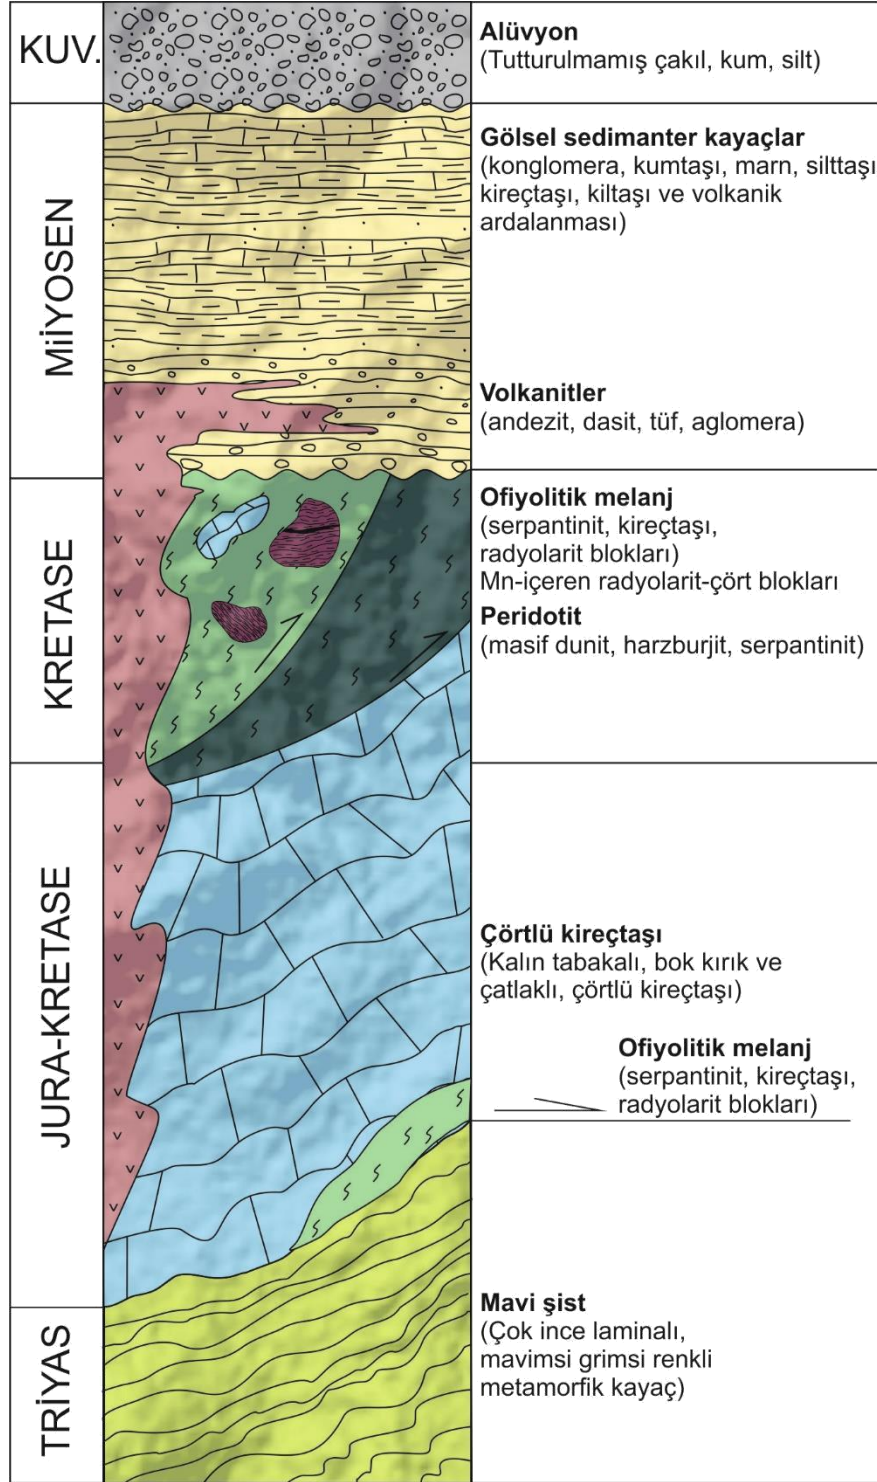 KUV.
Alüvyon
(Tutturulmamış çakıl, kum, silt)
MiİYOSEN
Gölsel sedimanter kayaçlar
(konglomera, kumtaşı, marn, silttaşı
kireçtaşı, kiltaşı ve volkanik
ardalanması)
Volkanitler
(andezit, dasit, tüf, aglomera)
KRETASE
Ofiyolitik melanj
(serpantinit, kireçtaşı,
radyolarit blokları)
Mn-içeren radyolarit-çört blokları
Peridotit
(masif dunit, harzburjit, serpantinit)
JURA-KRETASE
Çörtlü kireçtaşı
(Kalın tabakalı, bok kırık ve
çatlaklı, çörtlü kireçtaşı)
Ofiyolitik melanj
(serpantinit, kireçtaşı,
radyolarit blokları)
TRİYAS
Mavi şist
(Çok ince laminalı,
mavimsi grimsi renkli
metamorfik kayaç)